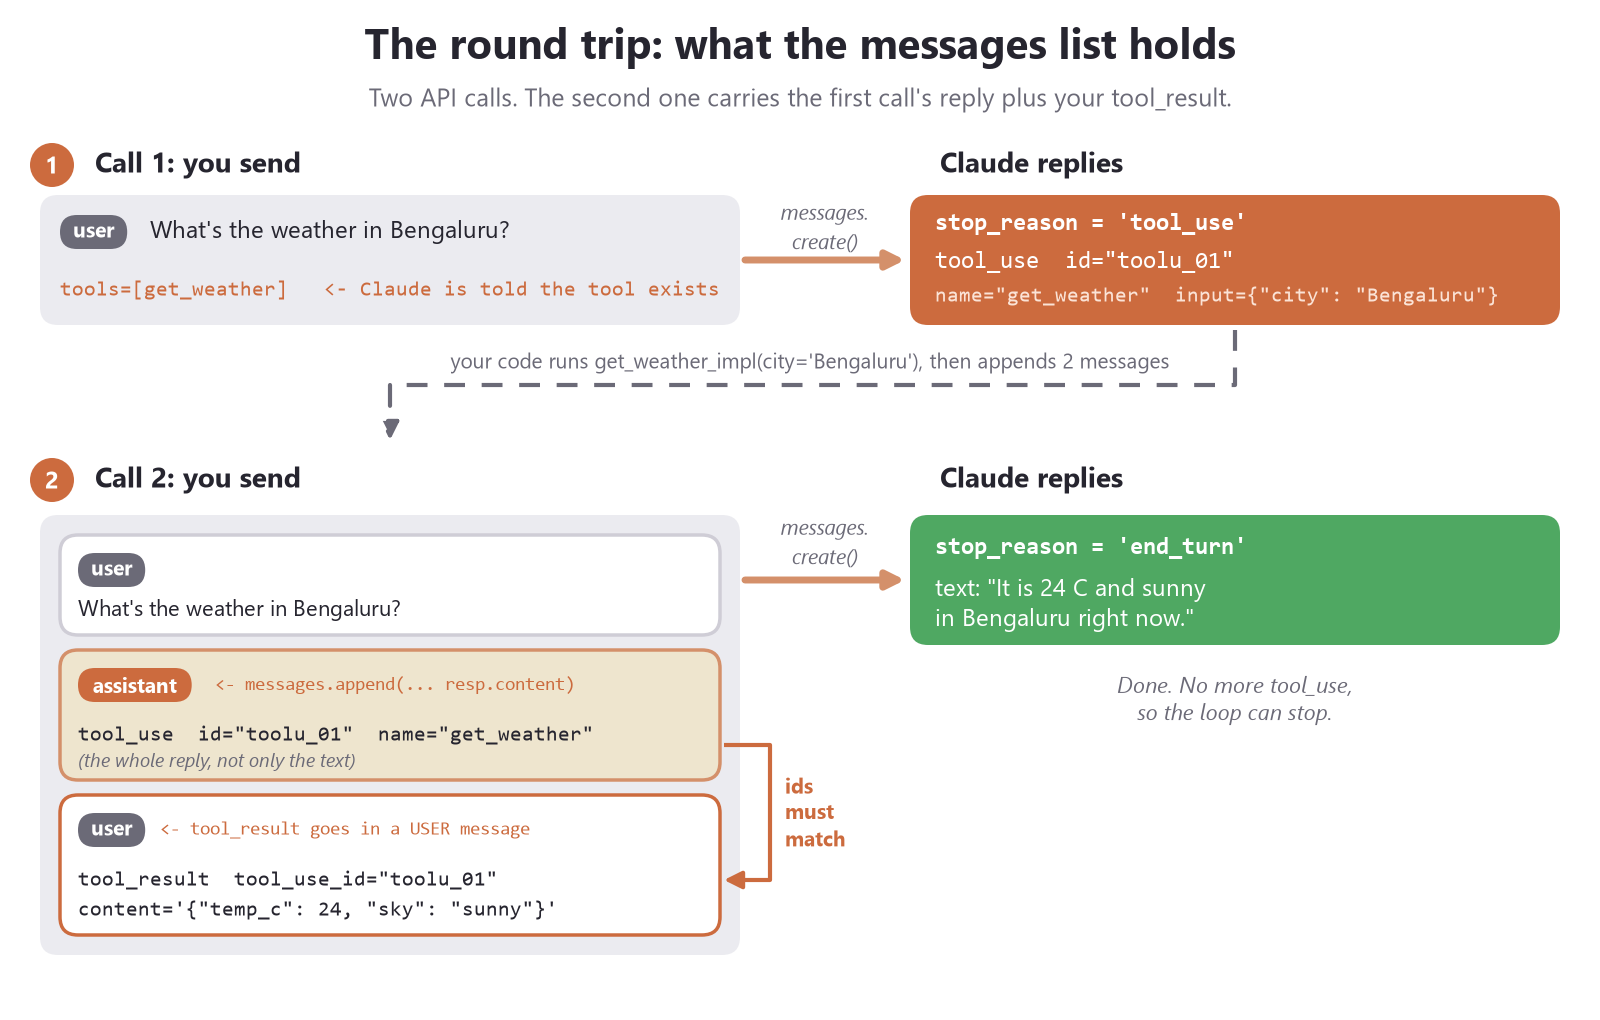 The round trip: what the messages list holds
Two API calls. The second one carries the first call's reply plus your tool_result.
1 Call 1: you send
user What's the weather in Bengaluru?
tools=[get_weather] <- Claude is told the tool exists
messages.
create()
Claude replies
stop_reason = 'tool_use'
tool_use id="toolu_01"
name="get_weather" input={"city": "Bengaluru"}
your code runs get_weather_impl(city='Bengaluru'), then appends 2 messages
2 Call 2: you send
user
What's the weather in Bengaluru?
assistant <- messages.append(... resp.content)
tool_use id="toolu_01" name="get_weather"
(the whole reply, not only the text)
user <- tool_result goes in a USER message
tool_result tool_use_id="toolu_01"
content='{"temp_c": 24, "sky": "sunny"}'
ids
must
match
messages.
create()
Claude replies
stop_reason = 'end_turn'
text: "It is 24 C and sunny
in Bengaluru right now."
Done. No more tool_use,
so the loop can stop.